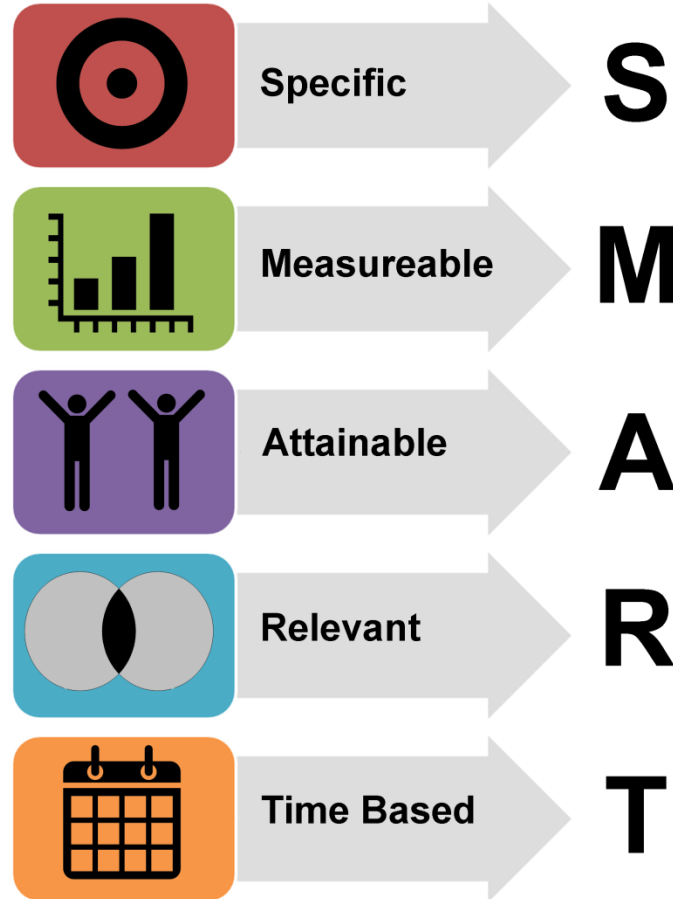 Specific S
Measureable M
Attainable A
Relevant R
Time Based T